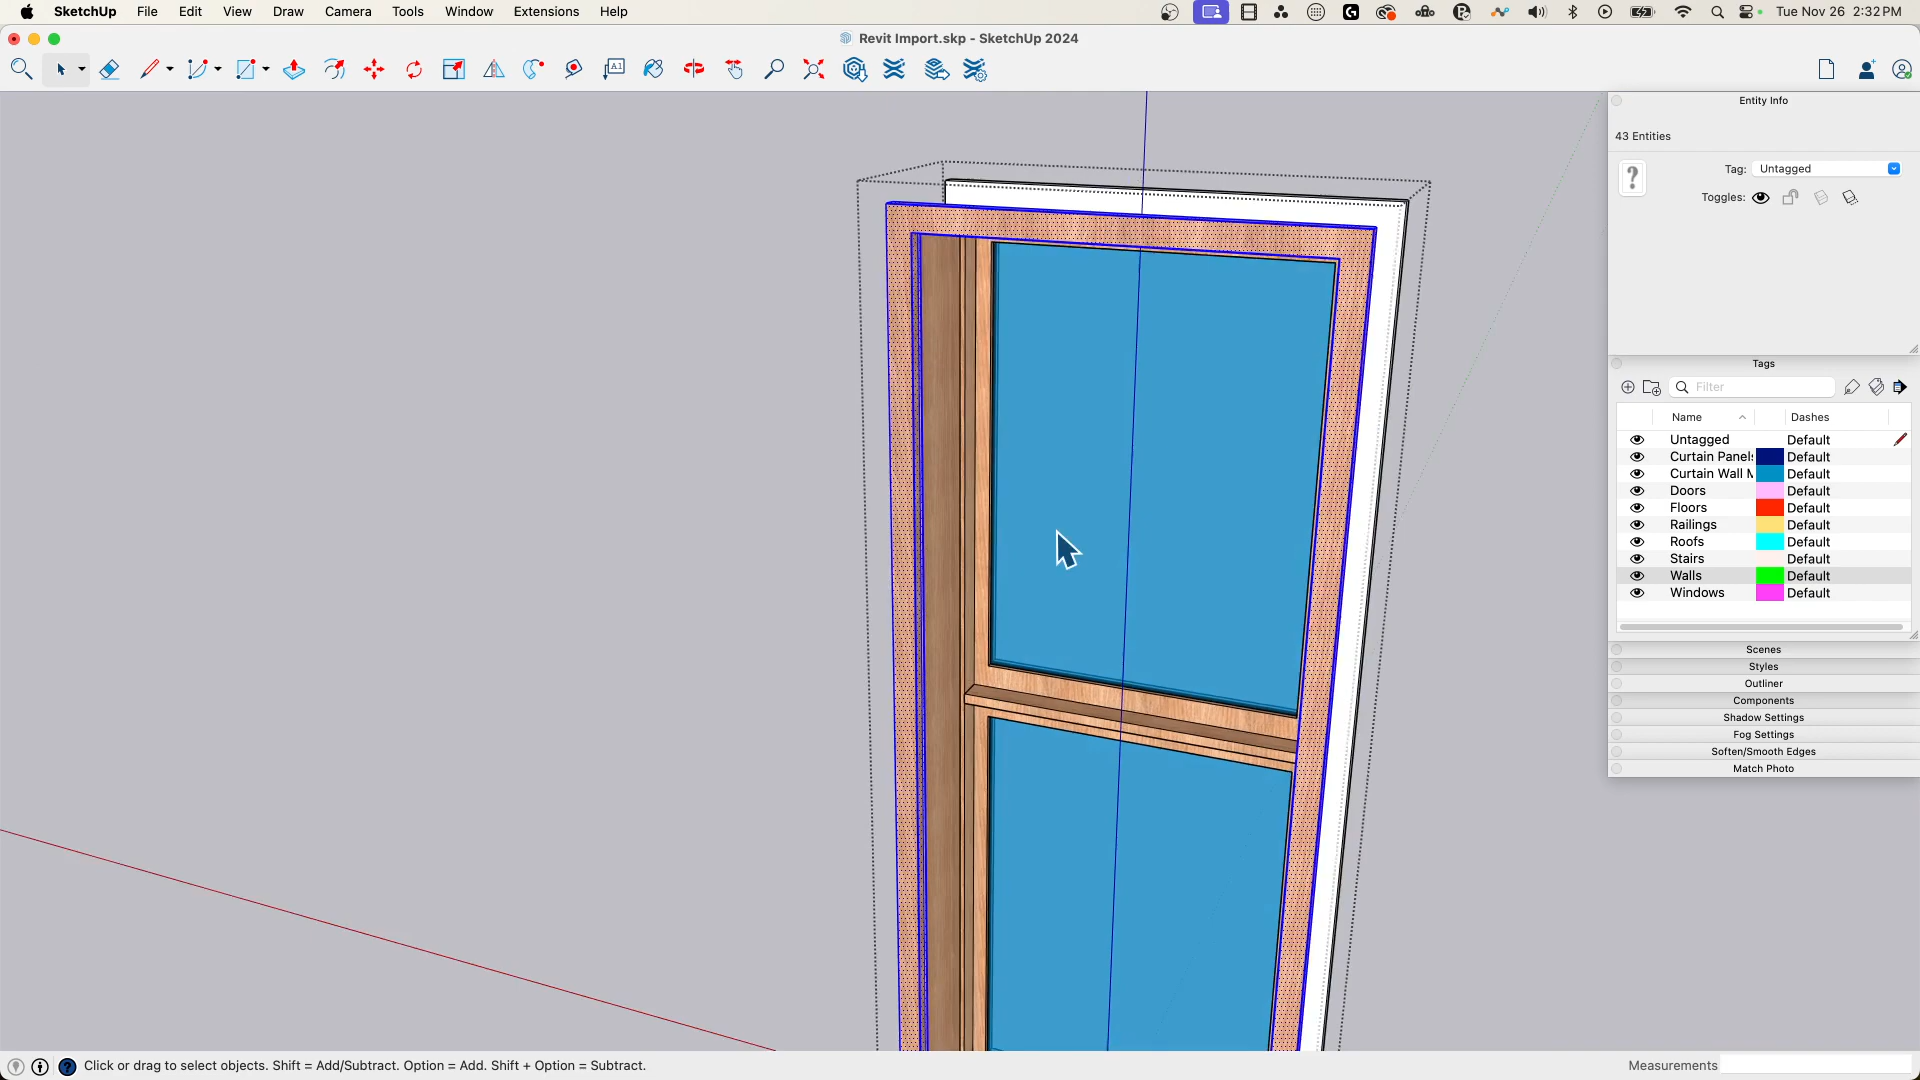 SketchUp File Edit View Draw Camera Tools Window Extensions Help
Tue Nov 26 2:32 PM
Revit Import.skp - SketchUp 2024
A1
Entity Info
43 Entities
?
Tag: Untagged
Toggles:
Tags
Filter
Name Dashes
Untagged Default
Curtain Panels Default
Curtain Wall M Default
Doors Default
Floors Default
Railings Default
Roofs Default
Stairs Default
Walls Default
Windows Default
Scenes
Styles
Outliner
Components
Shadow Settings
Fog Settings
Soften/Smooth Edges
Match Photo
? Click or drag to select objects. Shift = Add/Subtract. Option = Add. Shift + Option = Subtract.
Measurements